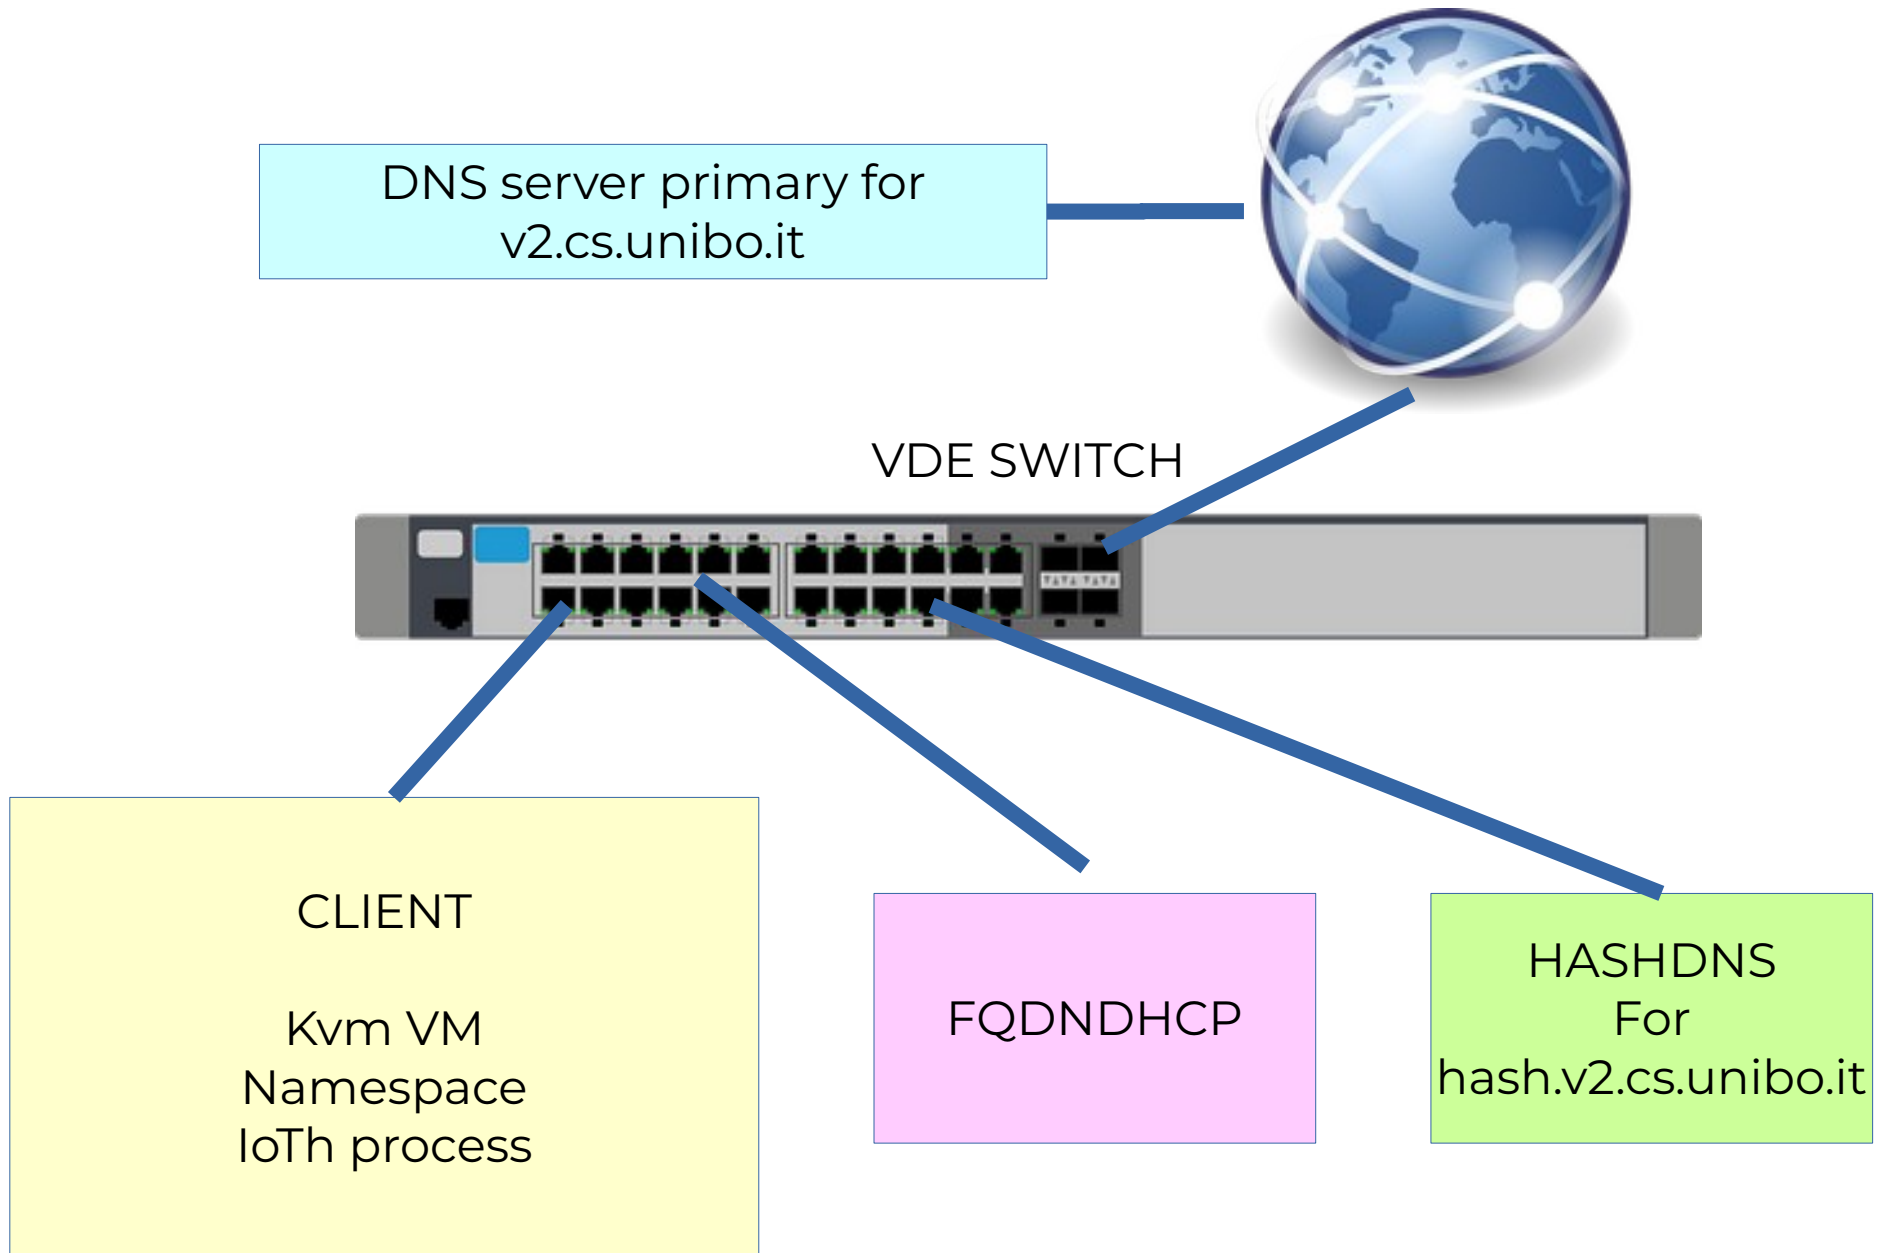 DNS server primary for
v2.cs.unibo.it
VDE SWITCH
CLIENT
Kvm VM
Namespace
IoTh process
FQDNDHCP
HASHDNS
For
hash.v2.cs.unibo.it